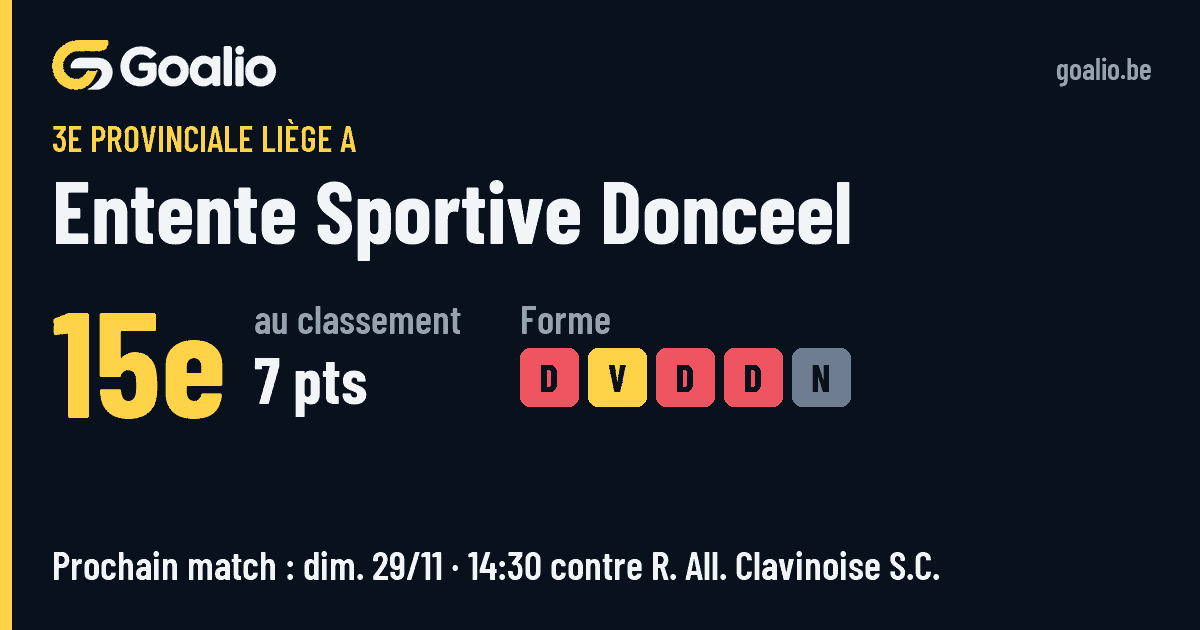 Goalio
goalio.be
3E PROVINCIALE LIÈGE A
Entente Sportive Donceel
15e
au classement
7 pts
Forme
D V D D N
Prochain match : dim. 29/11 · 14:30 contre R. All. Clavinoise S.C.